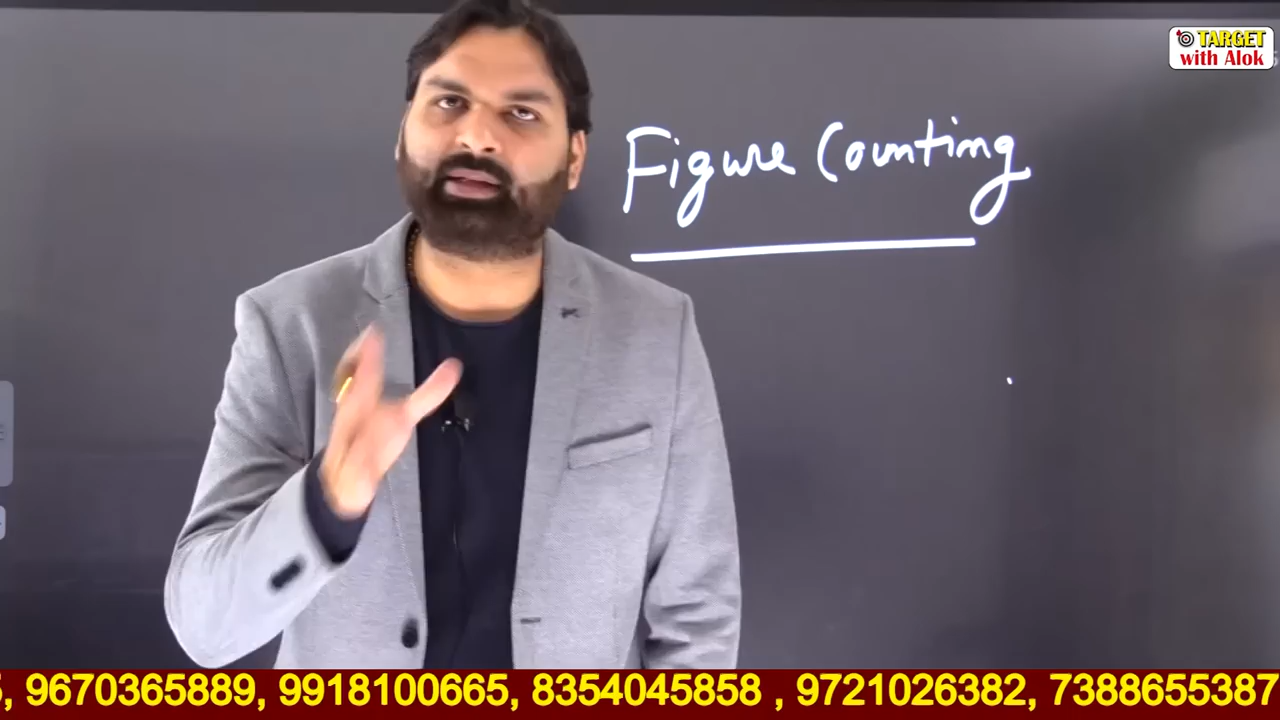 TARGET
with Alok
Figure Counting
, 9670365889, 9918100665, 8354045858 , 9721026382, 7388655387